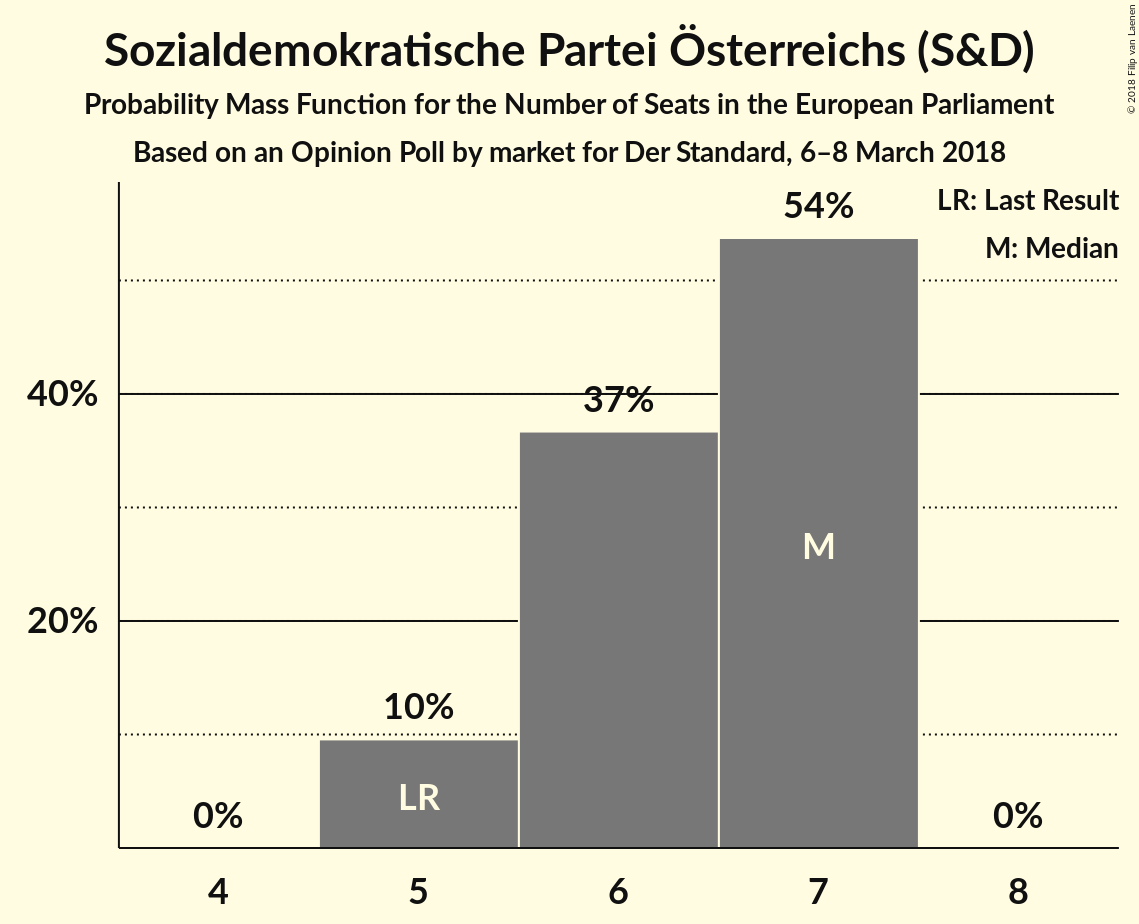 Sozialdemokratische Partei Österreichs (S&D)
Probability Mass Function for the Number of Seats in the European Parliament
Based on an Opinion Poll by market for Der Standard, 6–8 March 2018
© 2018 Filip van Laenen
LR: Last Result
M: Median
54%
40%
37%
M
20%
10%
LR
0%
0%
4
5
6
7
8